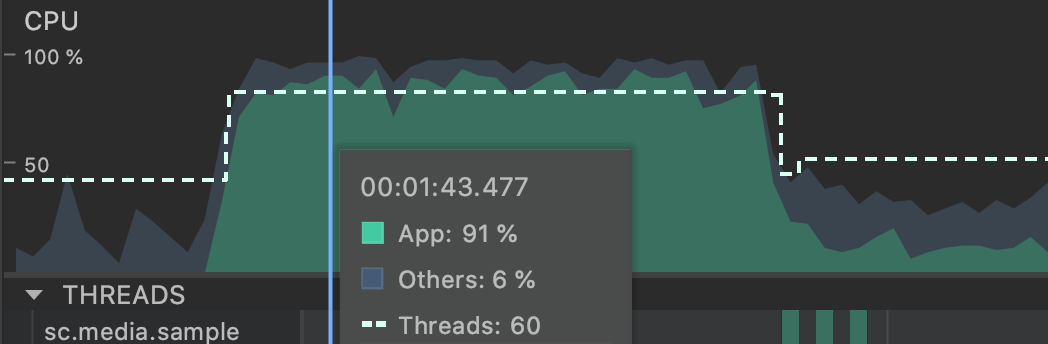 CPU
100 %
50
00:01:43.477
App: 91 %
Others: 6 %
THREADS
Threads: 60
sc.media.sample